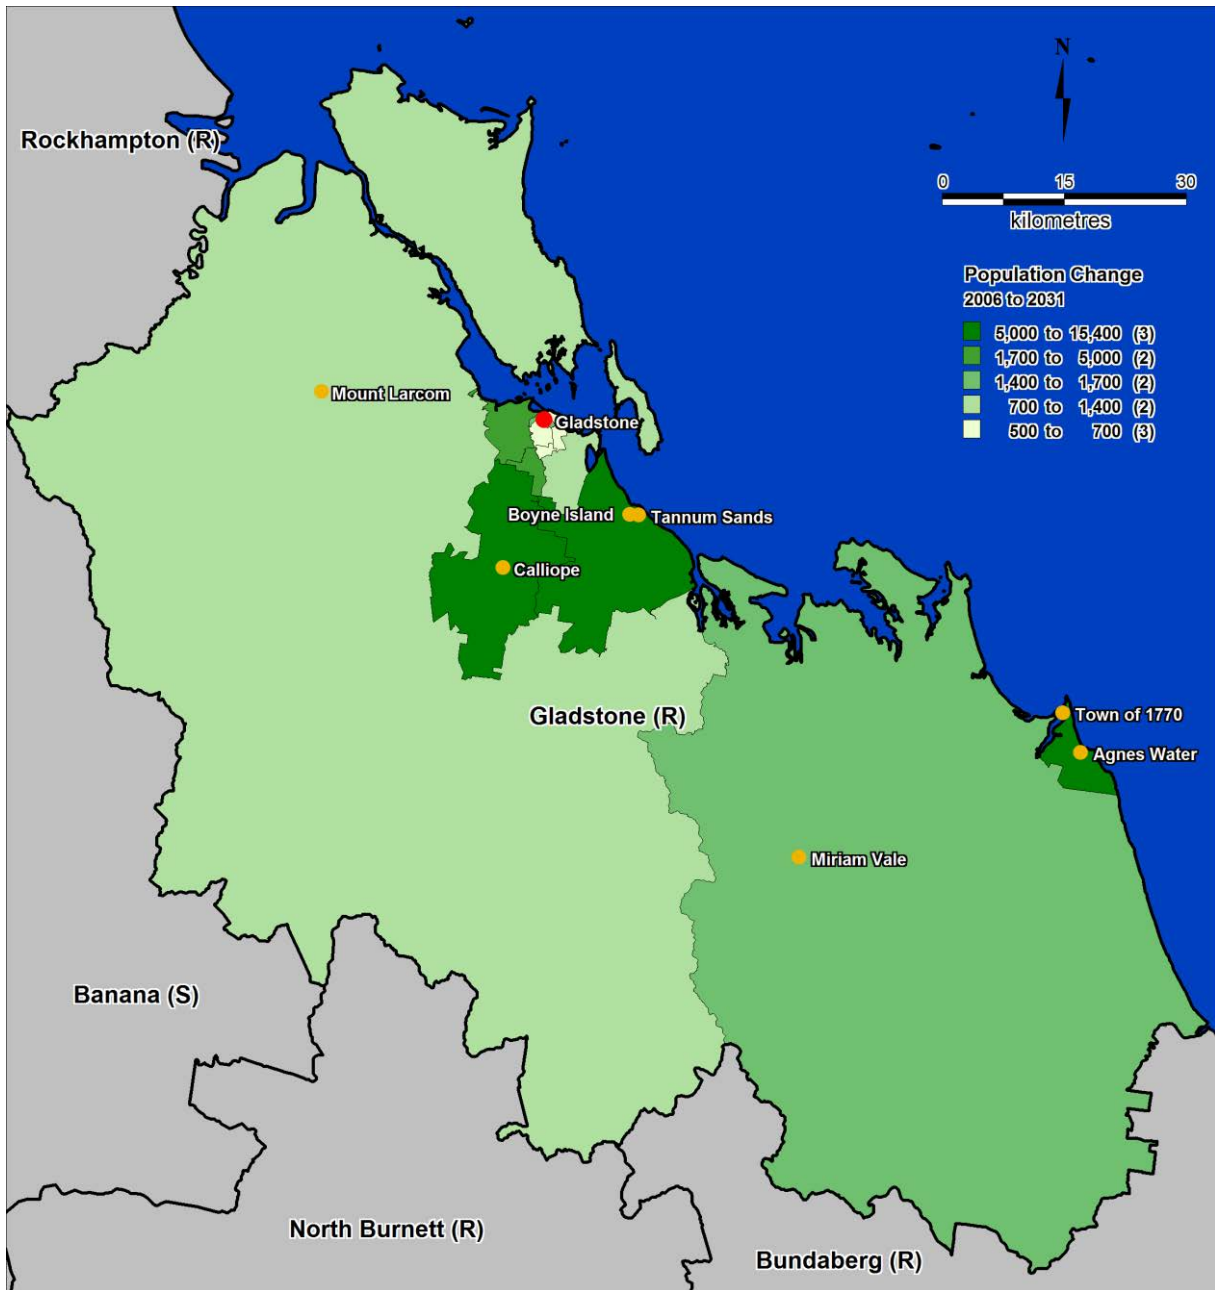 N
Rockhampton (R)
0 15 30
kilometres
Population Change
2006 to 2031
5,000 to 15,400 (3)
1,700 to 5,000 (2)
1,400 to 1,700 (2)
700 to 1,400 (2)
500 to 700 (3)
Mount Larcom
Gladstone
Boyne Island
Tannum Sands
Calliope
Gladstone (R)
Town of 1770
Agnes Water
Miriam Vale
Banana (S)
North Burnett (R)
Bundaberg (R)